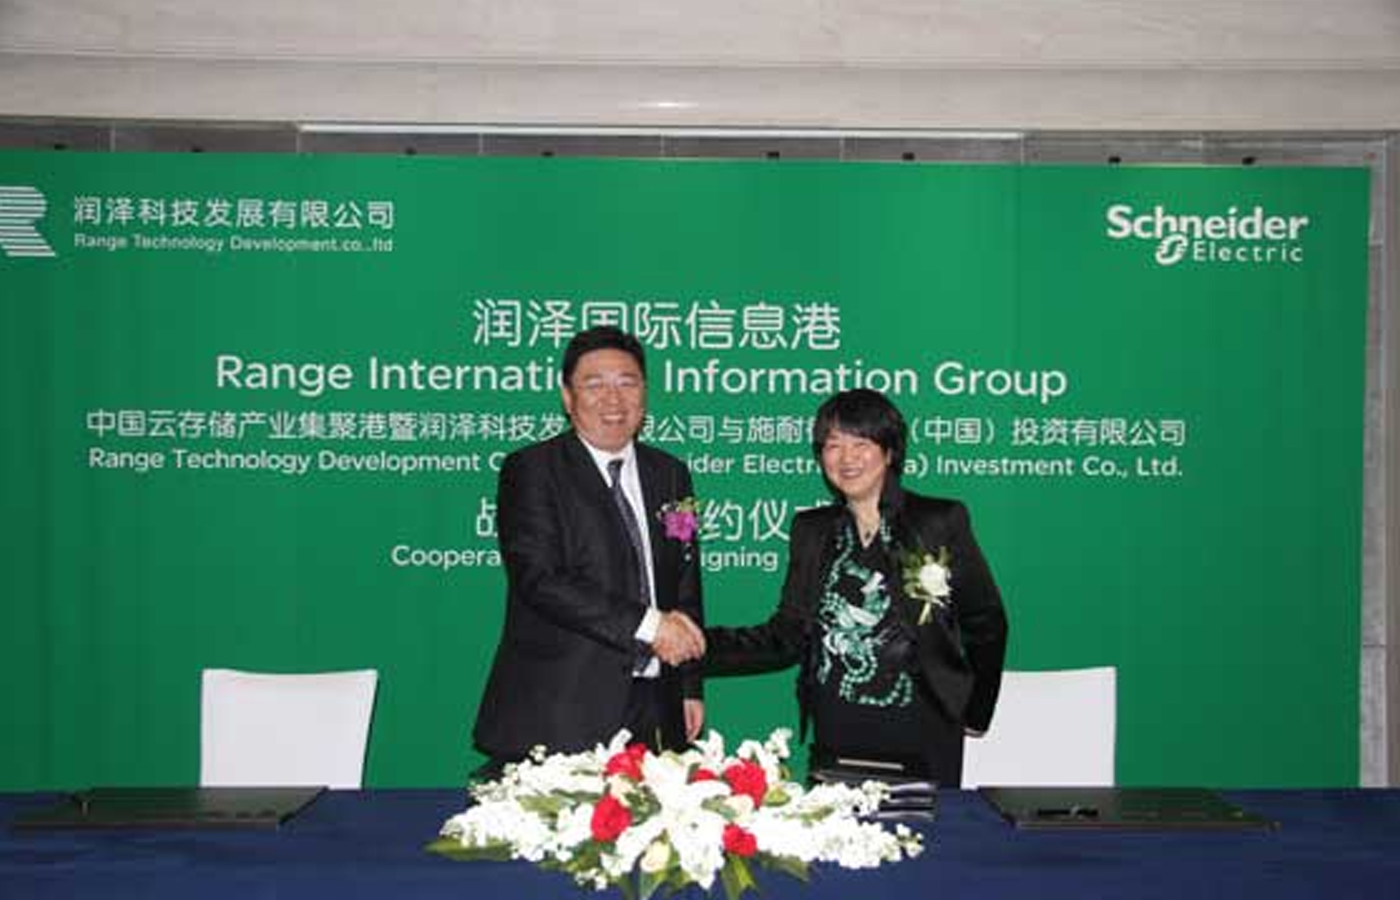 润泽科技发展有限公司
Range Technology Development.co.,ltd
Schneider
Electric
润泽国际信息港
Range Information Group
中国云存储产业集聚港暨润泽科技发 限公司与施耐 （中国）投资有限公司
Range Technology Development Electr a) Investment Co., Ltd.
约仪
Coopera igning